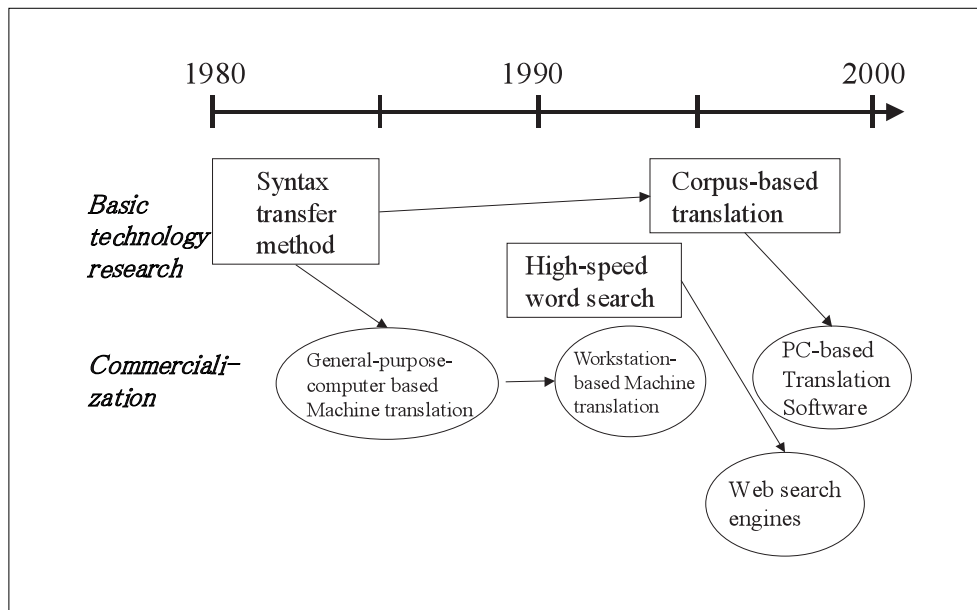 1980
1990
2000
Basic
technology
research
Syntax
transfer
method
Corpus-based
translation
High-speed
word search
Commerciali-
zation
General-purpose-
computer based
Machine translation
Workstation-
based Machine
translation
PC-based
Translation
Software
Web search
engines